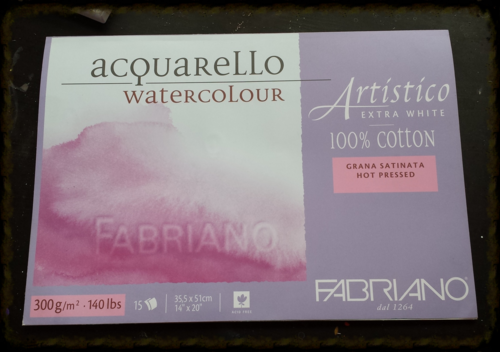 acquarello
watercolour
Artistico
EXTRA WHITE
100% COTTON
GRANA SATINATA
HOT PRESSED
FABRIANO
300g/m² - 140 lbs
15
35,5 x 51cm
14" x 20"
FABRIANO
dal 1264